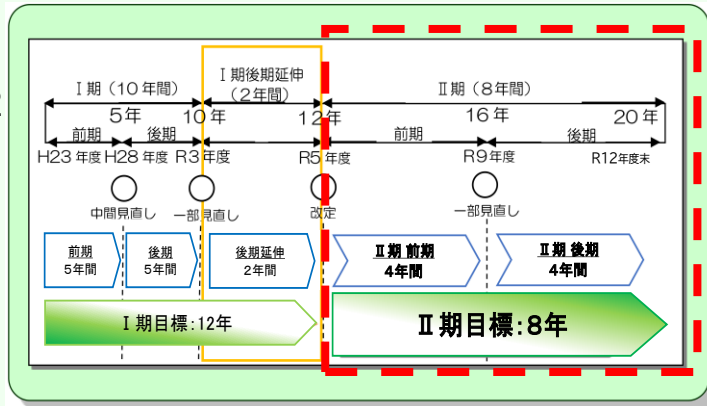 Ⅰ期（10年間）
Ⅰ期後期延伸
（2年間）
Ⅱ期（8年間）
5年
10年
12年
16年
20年
前期
後期
前期
後期
H23年度
H28年度
R3年度
R5年度
R9年度
R12年度末
中間見直し
一部見直し
改定
一部見直し
前期
5年間
後期
5年間
後期延伸
2年間
Ⅱ期 前期
4年間
Ⅱ期 後期
4年間
Ⅰ期目標:12年
Ⅱ期目標:8年